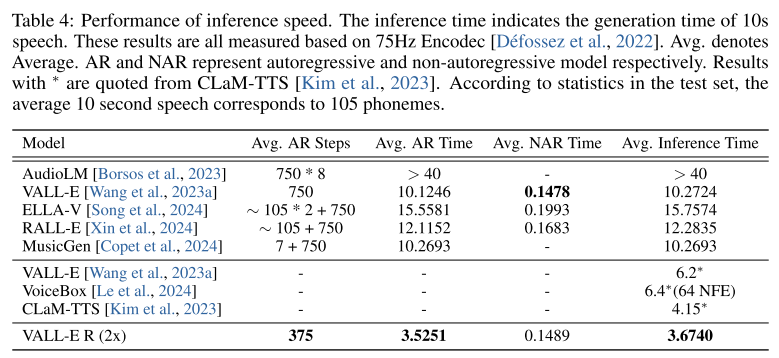 Table 4: Performance of inference speed. The inference time indicates the generation time of 10s
speech. These results are all measured based on 75Hz Encodec [Défossez et al., 2022]. Avg. denotes
Average. AR and NAR represent autoregressive and non-autoregressive model respectively. Results
with * are quoted from CLaM-TTS [Kim et al., 2023]. According to statistics in the test set, the
average 10 second speech corresponds to 105 phonemes.
Model Avg. AR Steps Avg. AR Time Avg. NAR Time Avg. Inference Time
AudioLM [Borsos et al., 2023] 750 * 8 > 40 - > 40
VALL-E [Wang et al., 2023a] 750 10.1246 0.1478 10.2724
ELLA-V [Song et al., 2024] ~ 105 * 2 + 750 15.5581 0.1993 15.7574
RALL-E [Xin et al., 2024] ~ 105 + 750 12.1152 0.1683 12.2835
MusicGen [Copet et al., 2024] 7 + 750 10.2693 - 10.2693
VALL-E [Wang et al., 2023a] - - - 6.2*
VoiceBox [Le et al., 2024] - - - 6.4*(64 NFE)
CLaM-TTS [Kim et al., 2023] - - - 4.15*
VALL-E R (2x) 375 3.5251 0.1489 3.6740